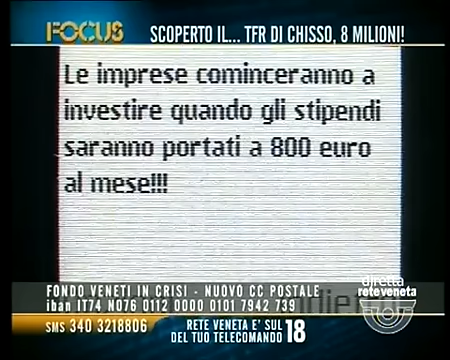 FOCUS
SCOPERTO IL... TFR DI CHISSO, 8 MILIONI!
Le imprese cominceranno a
investire quando gli stipendi
saranno portati a 800 euro
al mese!!!
FONDO VENETI IN CRISI - NUOVO CC POSTALE
iban IT74 N076 0112 0000 0101 7942 739
diretta
reteveneta
SMS 340 3218806
RETE VENETA E' SUL
DEL TUO TELECOMANDO 18